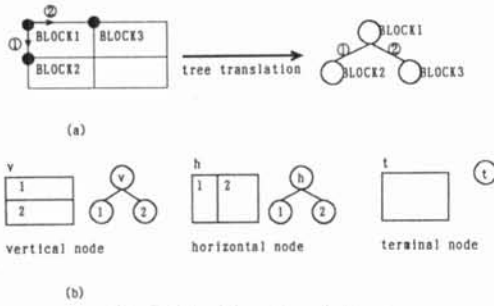 ② BLOCK1 BLOCK3
① BLOCK2
tree translation
BLOCK1
① ②
BLOCK2 BLOCK3
(a)
v
1
2
v
1 2
vertical node
h
1 2
h
1 2
horizontal node
t
t
terminal node
(b)